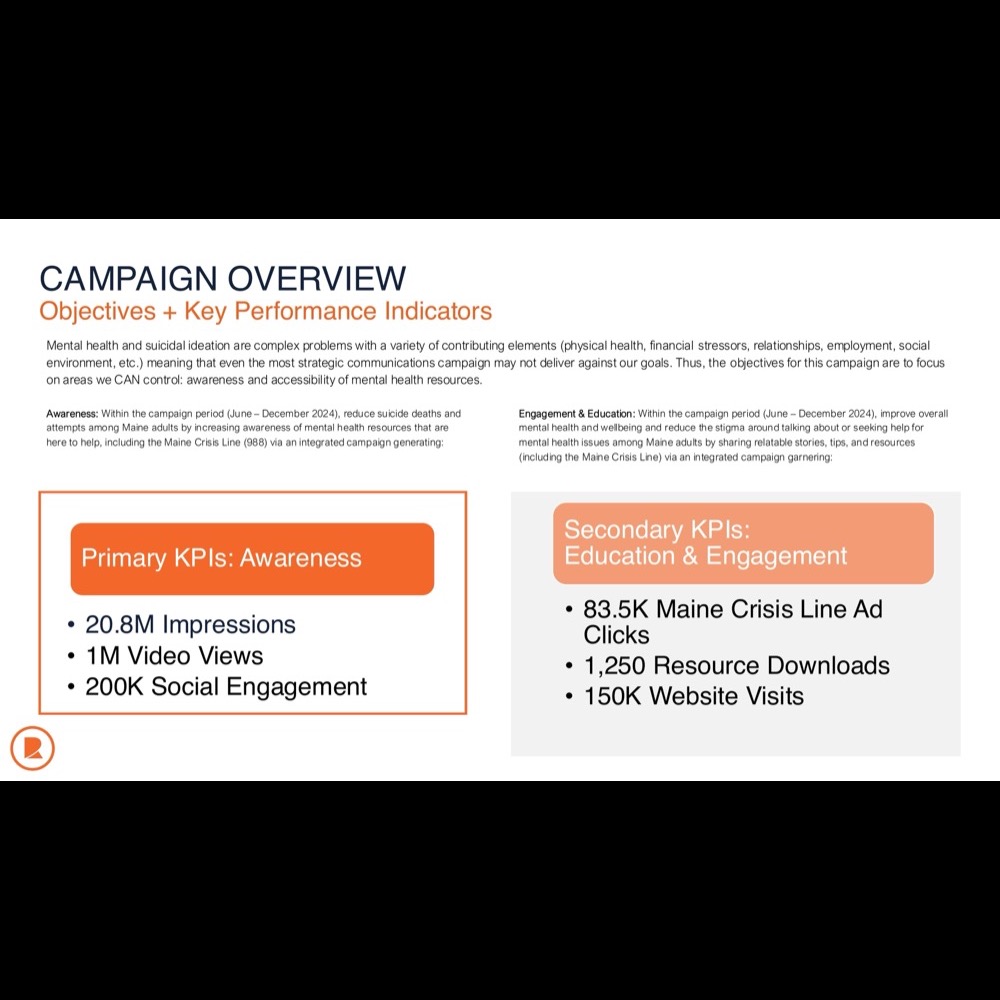 CAMPAIGN OVERVIEW
Objectives + Key Performance Indicators
Mental health and suicidal ideation are complex problems with a variety of contributing elements (physical health, financial stressors, relationships, employment, social
environment, etc.) meaning that even the most strategic communications campaign may not deliver against our goals. Thus, the objectives for this campaign are to focus
on areas we CAN control: awareness and accessibility of mental health resources.
Awareness: Within the campaign period (June – December 2024), reduce suicide deaths and
attempts among Maine adults by increasing awareness of mental health resources that are
here to help, including the Maine Crisis Line (988) via an integrated campaign generating:
Primary KPIs: Awareness
• 20.8M Impressions
• 1M Video Views
• 200K Social Engagement
Engagement & Education: Within the campaign period (June – December 2024), improve overall
mental health and wellbeing and reduce the stigma around talking about or seeking help for
mental health issues among Maine adults by sharing relatable stories, tips, and resources
(including the Maine Crisis Line) via an integrated campaign garnering:
Secondary KPIs:
Education & Engagement
• 83.5K Maine Crisis Line Ad
Clicks
• 1,250 Resource Downloads
• 150K Website Visits
R